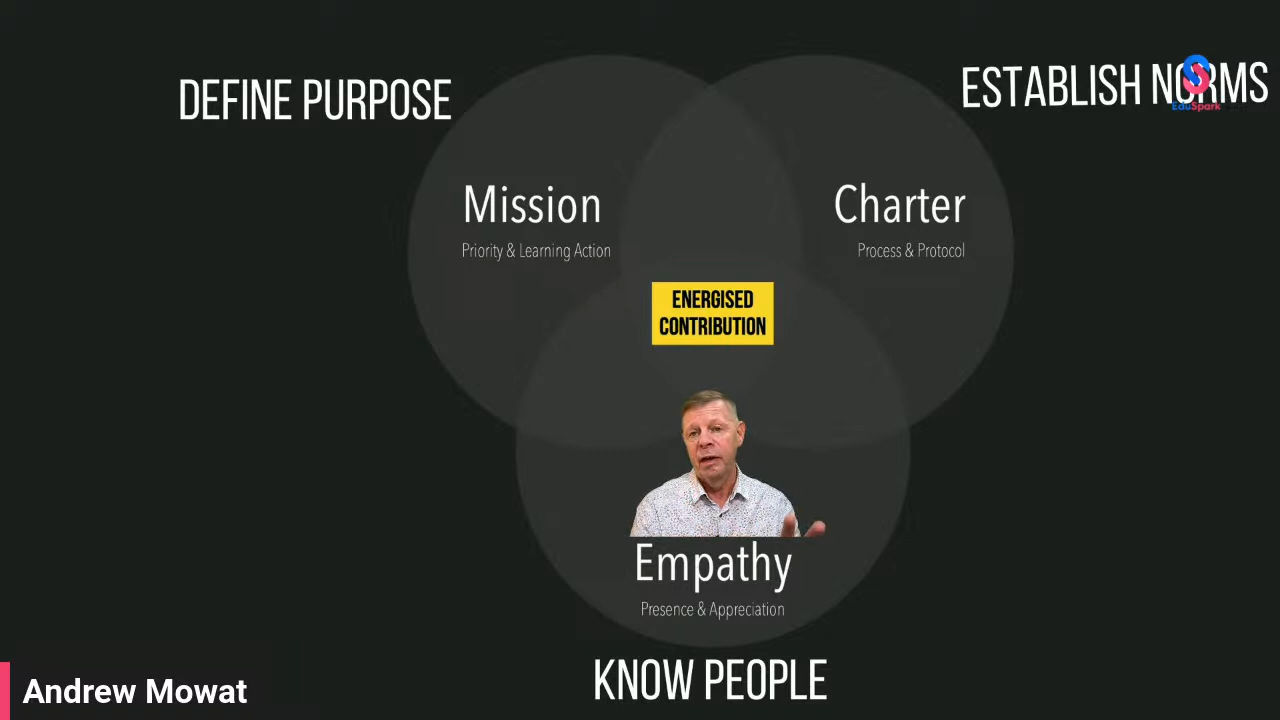 DEFINE PURPOSE
ESTABLISH NORMS
EduSpark
Mission
Charter
Priority & Learning Action
Process & Protocol
ENERGISED
CONTRIBUTION
Empathy
Presence & Appreciation
KNOW PEOPLE
Andrew Mowat